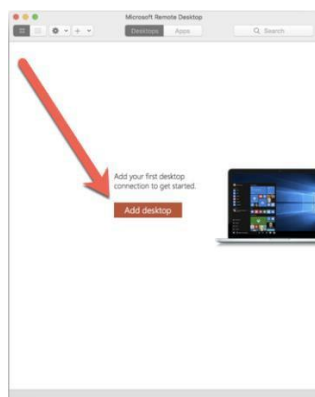 Microsoft Remote Desktop
Desktops Apps
Search
Add your first desktop
connection to get started.
Add desktop